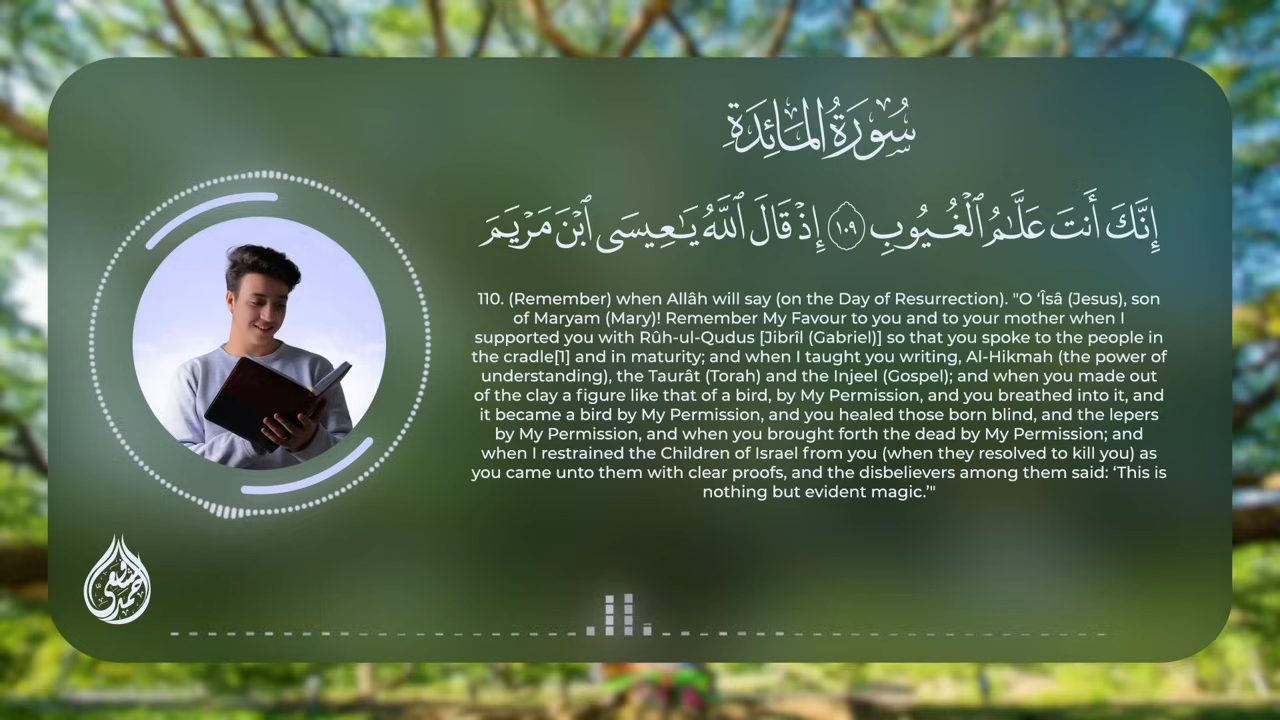 سُورَةُ المَائِدَةِ
إِنَّكَ أَنتَ عَلَّٰمُ ٱلْغُيُوبِ ١٠٩ إِذْ قَالَ ٱللَّهُ يَٰعِيسَى ٱبْنَ مَرْيَمَ
110. (Remember) when Allâh will say (on the Day of Resurrection). "O ‘Îsâ (Jesus), son
of Maryam (Mary)! Remember My Favour to you and to your mother when I
supported you with Rûh-ul-Qudus [Jibrîl (Gabriel)] so that you spoke to the people in
the cradle[1] and in maturity; and when I taught you writing, Al-Hikmah (the power of
understanding), the Taurât (Torah) and the Injeel (Gospel); and when you made out
of the clay a figure like that of a bird, by My Permission, and you breathed into it, and
it became a bird by My Permission, and you healed those born blind, and the lepers
by My Permission, and when you brought forth the dead by My Permission; and
when I restrained the Children of Israel from you (when they resolved to kill you) as
you came unto them with clear proofs, and the disbelievers among them said: ‘This is
nothing but evident magic.’"